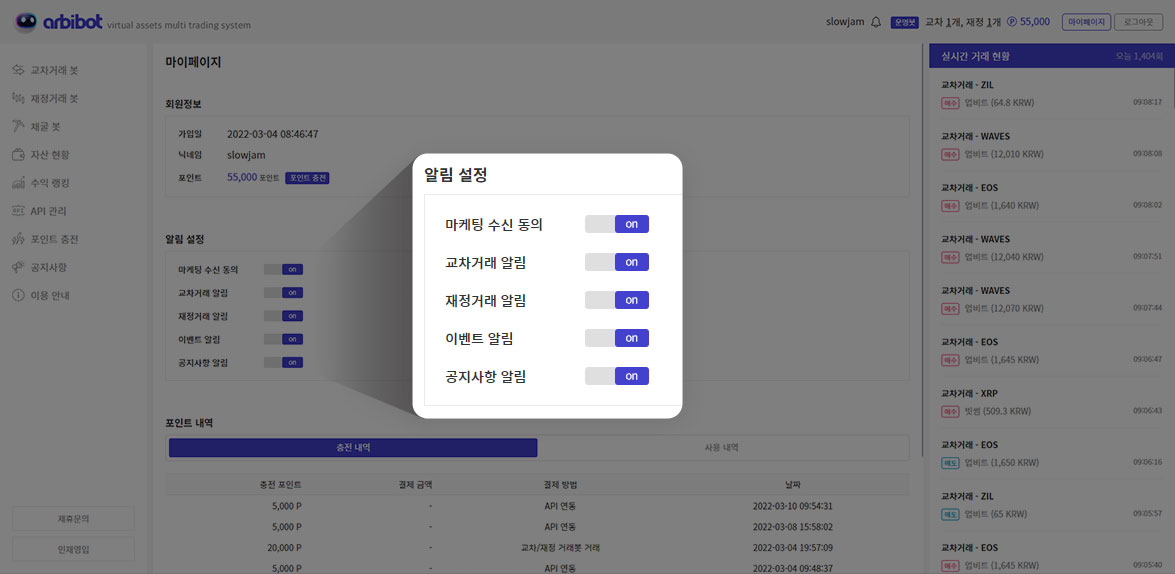 arbibot virtual assets multi trading system
slowjam 운영봇 교차 1개, 재정 1개 P 55,000 마이페이지 로그아웃
교차거래 봇
재정거래 봇
채굴 봇
자산 현황
수익 랭킹
API 관리
포인트 충전
공지사항
이용 안내
제휴문의
인재영입
마이페이지
회원정보
가입일 2022-03-04 08:46:47
닉네임 slowjam
포인트 55,000 포인트 포인트 충전
알림 설정
마케팅 수신 동의 on
교차거래 알림 on
재정거래 알림 on
이벤트 알림 on
공지사항 알림 on
알림 설정
마케팅 수신 동의 on
교차거래 알림 on
재정거래 알림 on
이벤트 알림 on
공지사항 알림 on
포인트 내역
충전 내역 사용 내역
충전 포인트 결제 금액 결제 방법 날짜
5,000 P - API 연동 2022-03-10 09:54:31
5,000 P - API 연동 2022-03-08 15:58:02
20,000 P - 교차/재정 거래봇 거래 2022-03-04 19:57:09
5,000 P - API 연동 2022-03-04 09:48:37
실시간 거래 현황 오늘 1,404회
교차거래 - ZIL
매수 업비트 (64.8 KRW) 09:08:17
교차거래 - WAVES
매수 업비트 (12,010 KRW) 09:08:08
교차거래 - EOS
매수 업비트 (1,640 KRW) 09:08:02
교차거래 - WAVES
매수 업비트 (12,040 KRW) 09:07:51
교차거래 - WAVES
매수 업비트 (12,070 KRW) 09:07:44
교차거래 - EOS
매수 업비트 (1,645 KRW) 09:06:47
교차거래 - XRP
매수 빗썸 (509.3 KRW) 09:06:43
교차거래 - EOS
매도 업비트 (1,650 KRW) 09:06:16
교차거래 - ZIL
매도 업비트 (65 KRW) 09:05:57
교차거래 - EOS
매수 업비트 (1,645 KRW) 09:05:40